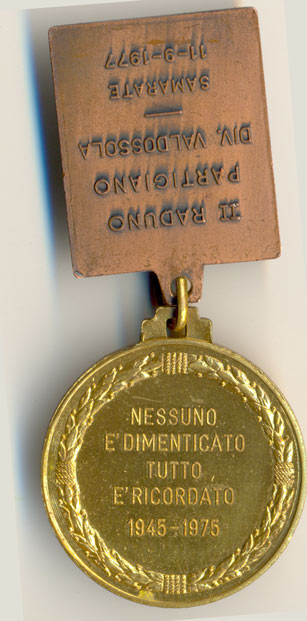 II RADUNO
PARTIGIANO
DIV. VALDOSSOLA
—
SAMARATE
11-9-1977
NESSUNO
E' DIMENTICATO
TUTTO
E' RICORDATO
1945-1975